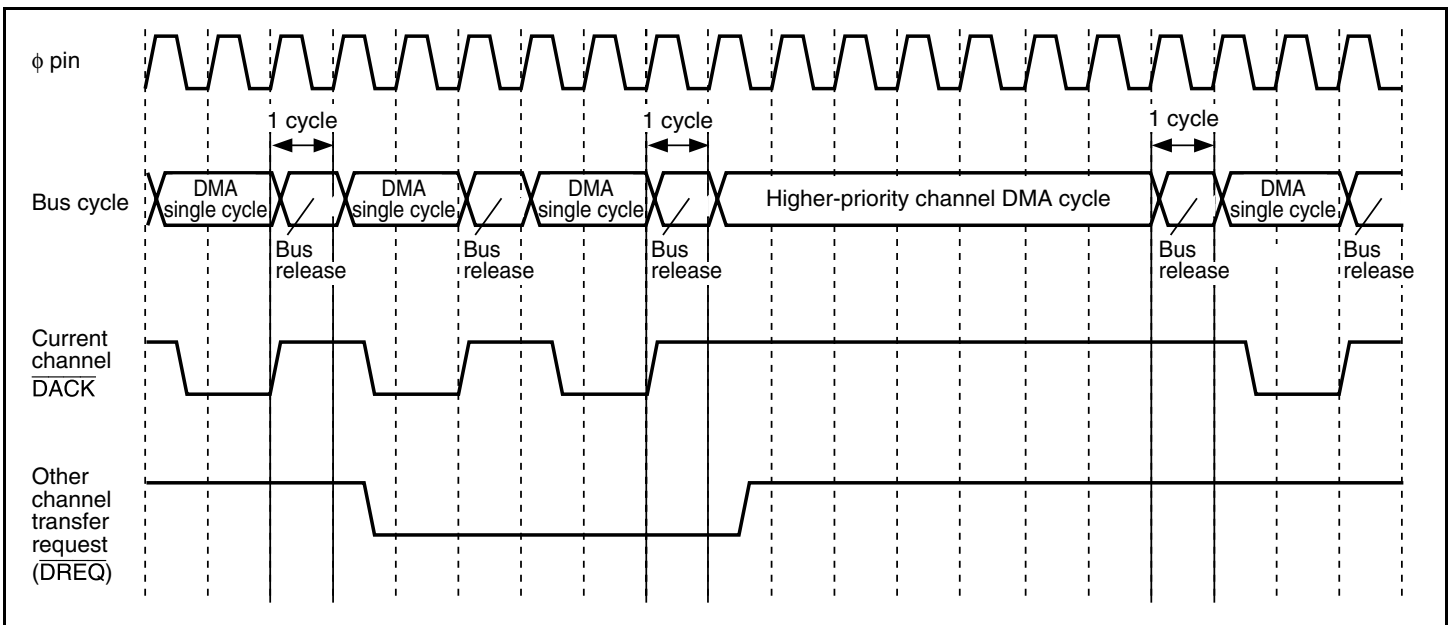 ϕ pin
1 cycle
1 cycle
1 cycle
Bus cycle
DMA
single cycle
DMA
single cycle
DMA
single cycle
Higher-priority channel DMA cycle
DMA
single cycle
Bus
release
Bus
release
Bus
release
Bus
release
Bus
release
Current
channel
D̅A̅C̅K̅
Other
channel
transfer
request
(D̅R̅E̅Q̅)